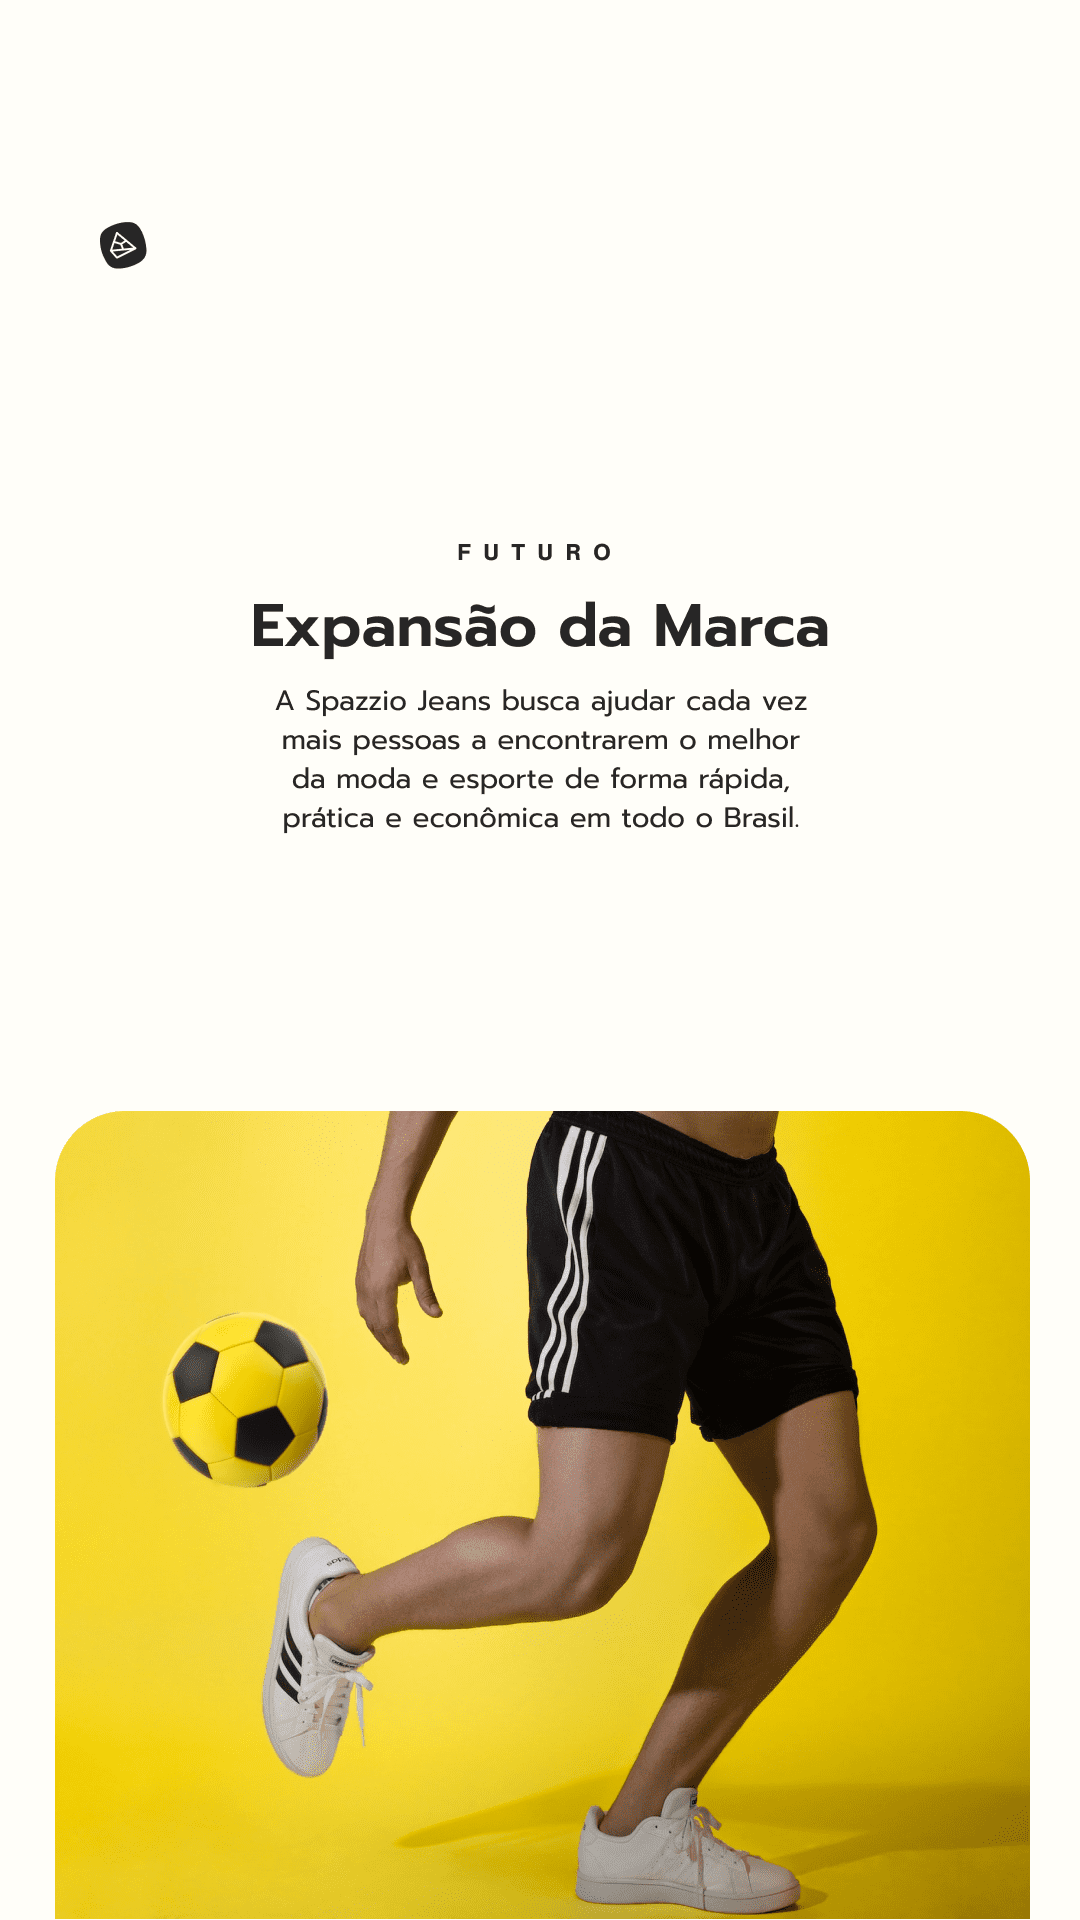 FUTURO
Expansão da Marca
A Spazzio Jeans busca ajudar cada vez
mais pessoas a encontrarem o melhor
da moda e esporte de forma rápida,
prática e econômica em todo o Brasil.